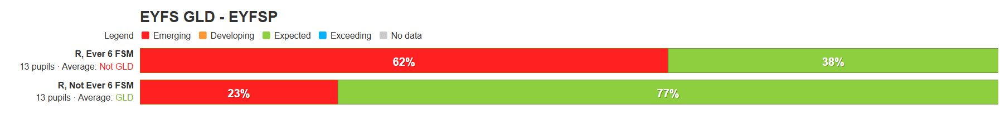 EYFS GLD - EYFSP
Legend Emerging Developing Expected Exceeding No data
R, Ever 6 FSM
13 pupils · Average: Not GLD
62% 38%
R, Not Ever 6 FSM
13 pupils · Average: GLD
23% 77%